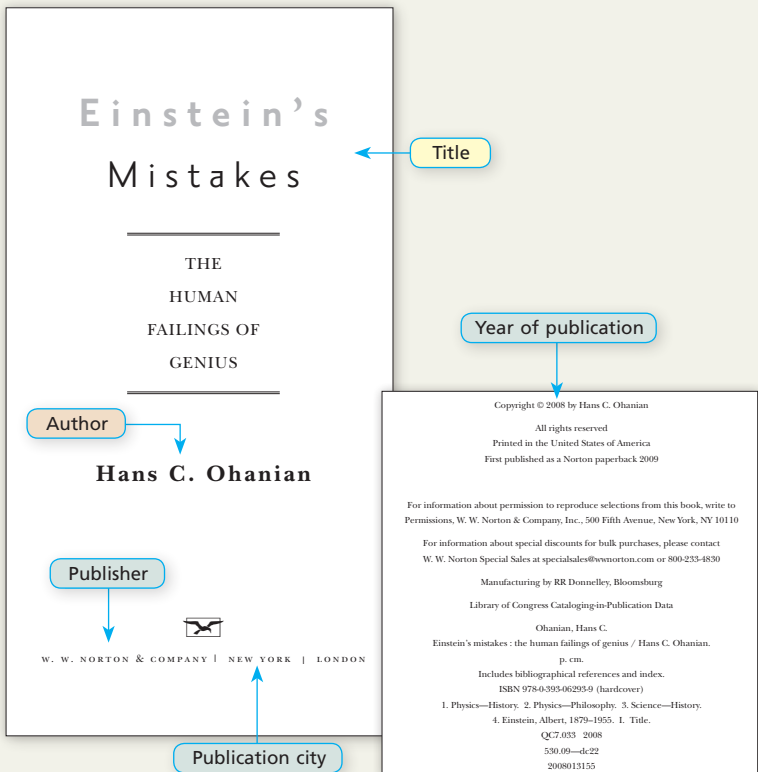 Einstein's
Mistakes
Title
THE
HUMAN
FAILINGS OF
GENIUS
Author
Hans C. Ohanian
Publisher
W. W. NORTON & COMPANY | NEW YORK | LONDON
Publication city
Year of publication
Copyright © 2008 by Hans C. Ohanian
All rights reserved
Printed in the United States of America
First published as a Norton paperback 2009
For information about permission to reproduce selections from this book, write to
Permissions, W. W. Norton & Company, Inc., 500 Fifth Avenue, New York, NY 10110
For information about special discounts for bulk purchases, please contact
W. W. Norton Special Sales at specialsales@wwnorton.com or 800-233-4830
Manufacturing by RR Donnelley, Bloomsburg
Library of Congress Cataloging-in-Publication Data
Ohanian, Hans C.
Einstein's mistakes : the human failings of genius / Hans C. Ohanian.
p. cm.
Includes bibliographical references and index.
ISBN 978-0-393-06293-9 (hardcover)
1. Physics—History. 2. Physics—Philosophy. 3. Science—History.
4. Einstein, Albert, 1879–1955. I. Title.
QC7.033 2008
530.09—dc22
2008013155